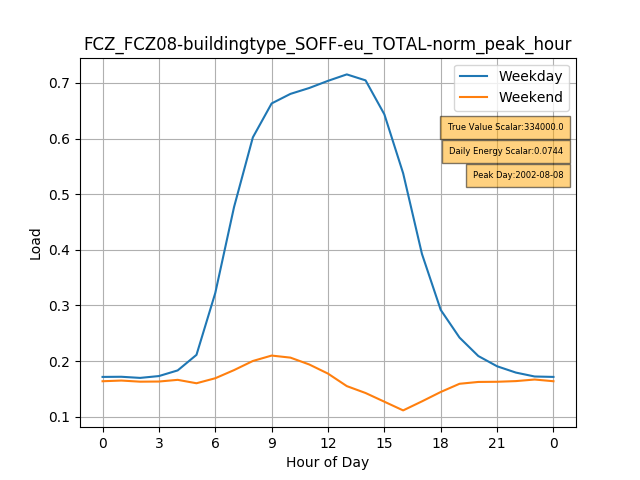 FCZ_FCZ08-buildingtype_SOFF-eu_TOTAL-norm_peak_hour
Weekday
Weekend
True Value Scalar:334000.0
Daily Energy Scalar:0.0744
Peak Day:2002-08-08
Load
0.7
0.6
0.5
0.4
0.3
0.2
0.1
0 3 6 9 12 15 18 21 0
Hour of Day